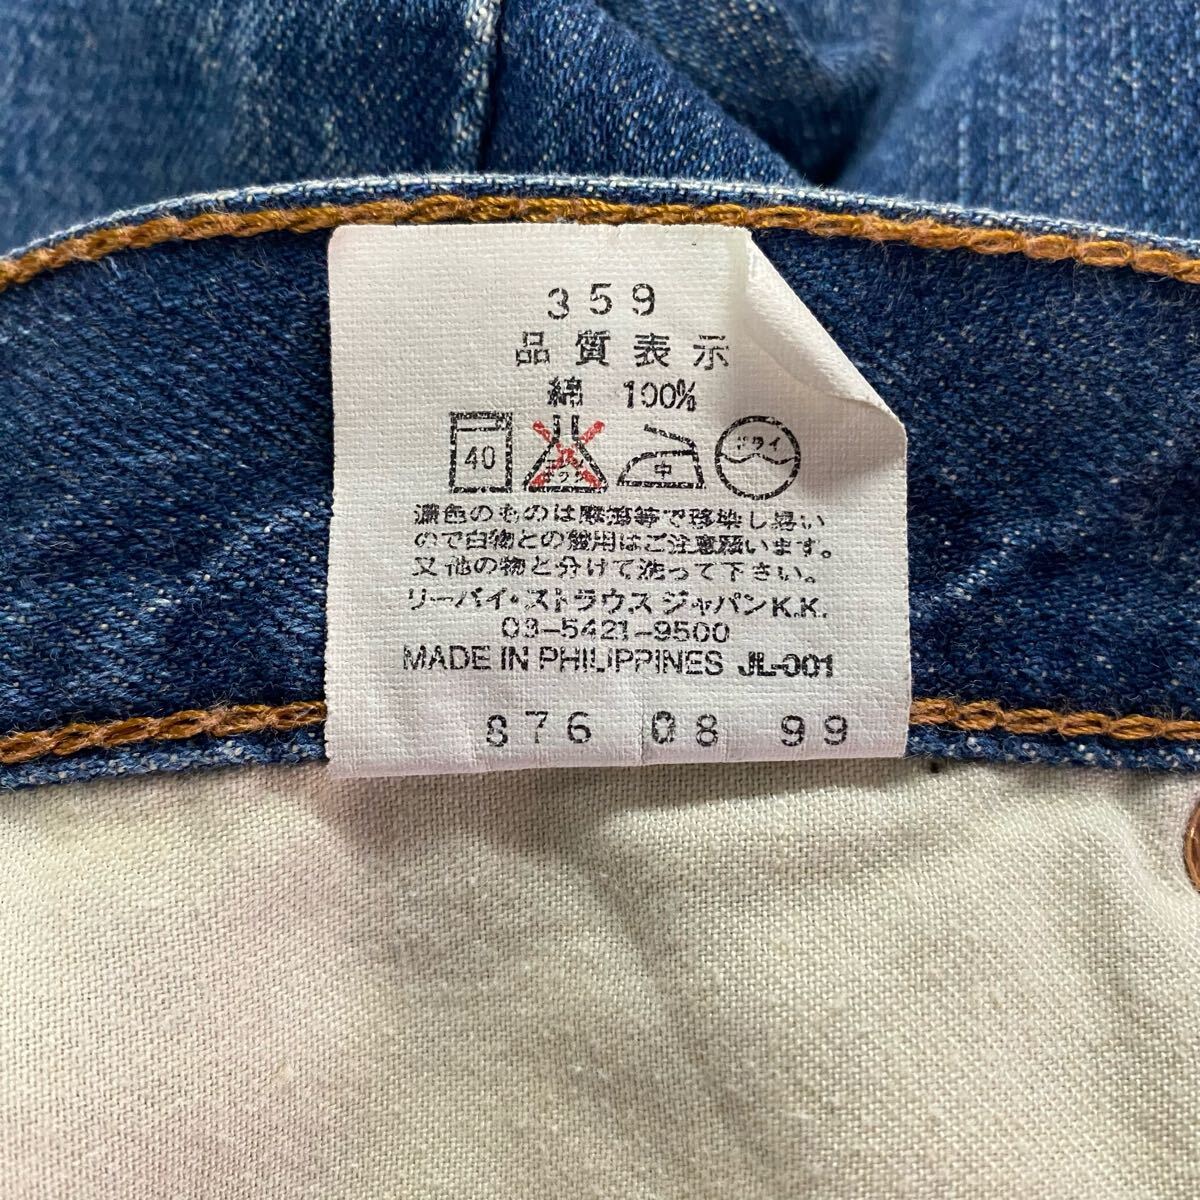 359
品質表示
綿 100%
40 エンソ 中 ドライ
濃色のものは摩擦等で移染し易い
ので白物との着用はご注意願います。
又他の物と分けて洗って下さい。
リーバイ・ストラウス ジャパンK.K.
03-5421-9500
MADE IN PHILIPPINES JL-001
876 08 99